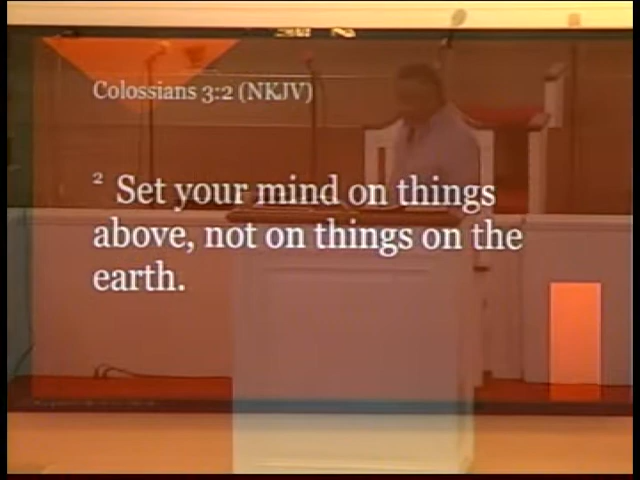 Colossians 3:2 (NKJV)
2 Set your mind on things
above, not on things on the
earth.